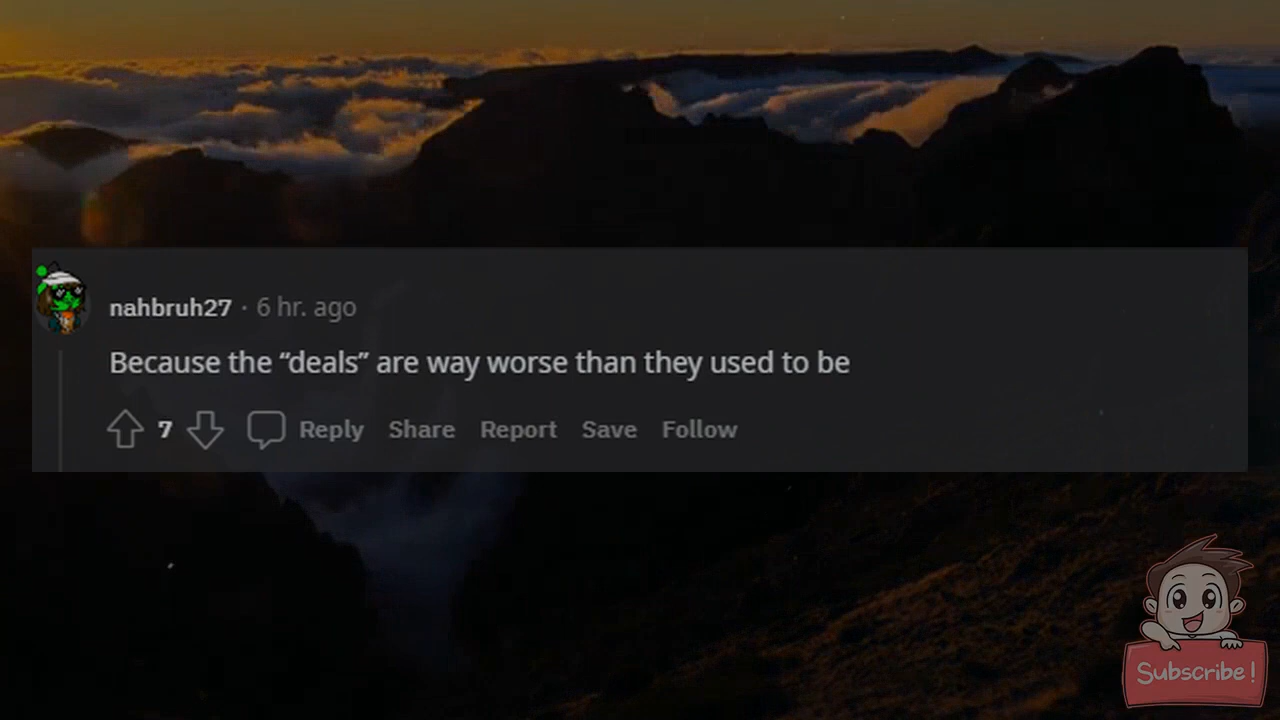 nahbruh27 · 6 hr. ago
Because the “deals” are way worse than they used to be
7 Reply Share Report Save Follow
Subscribe!